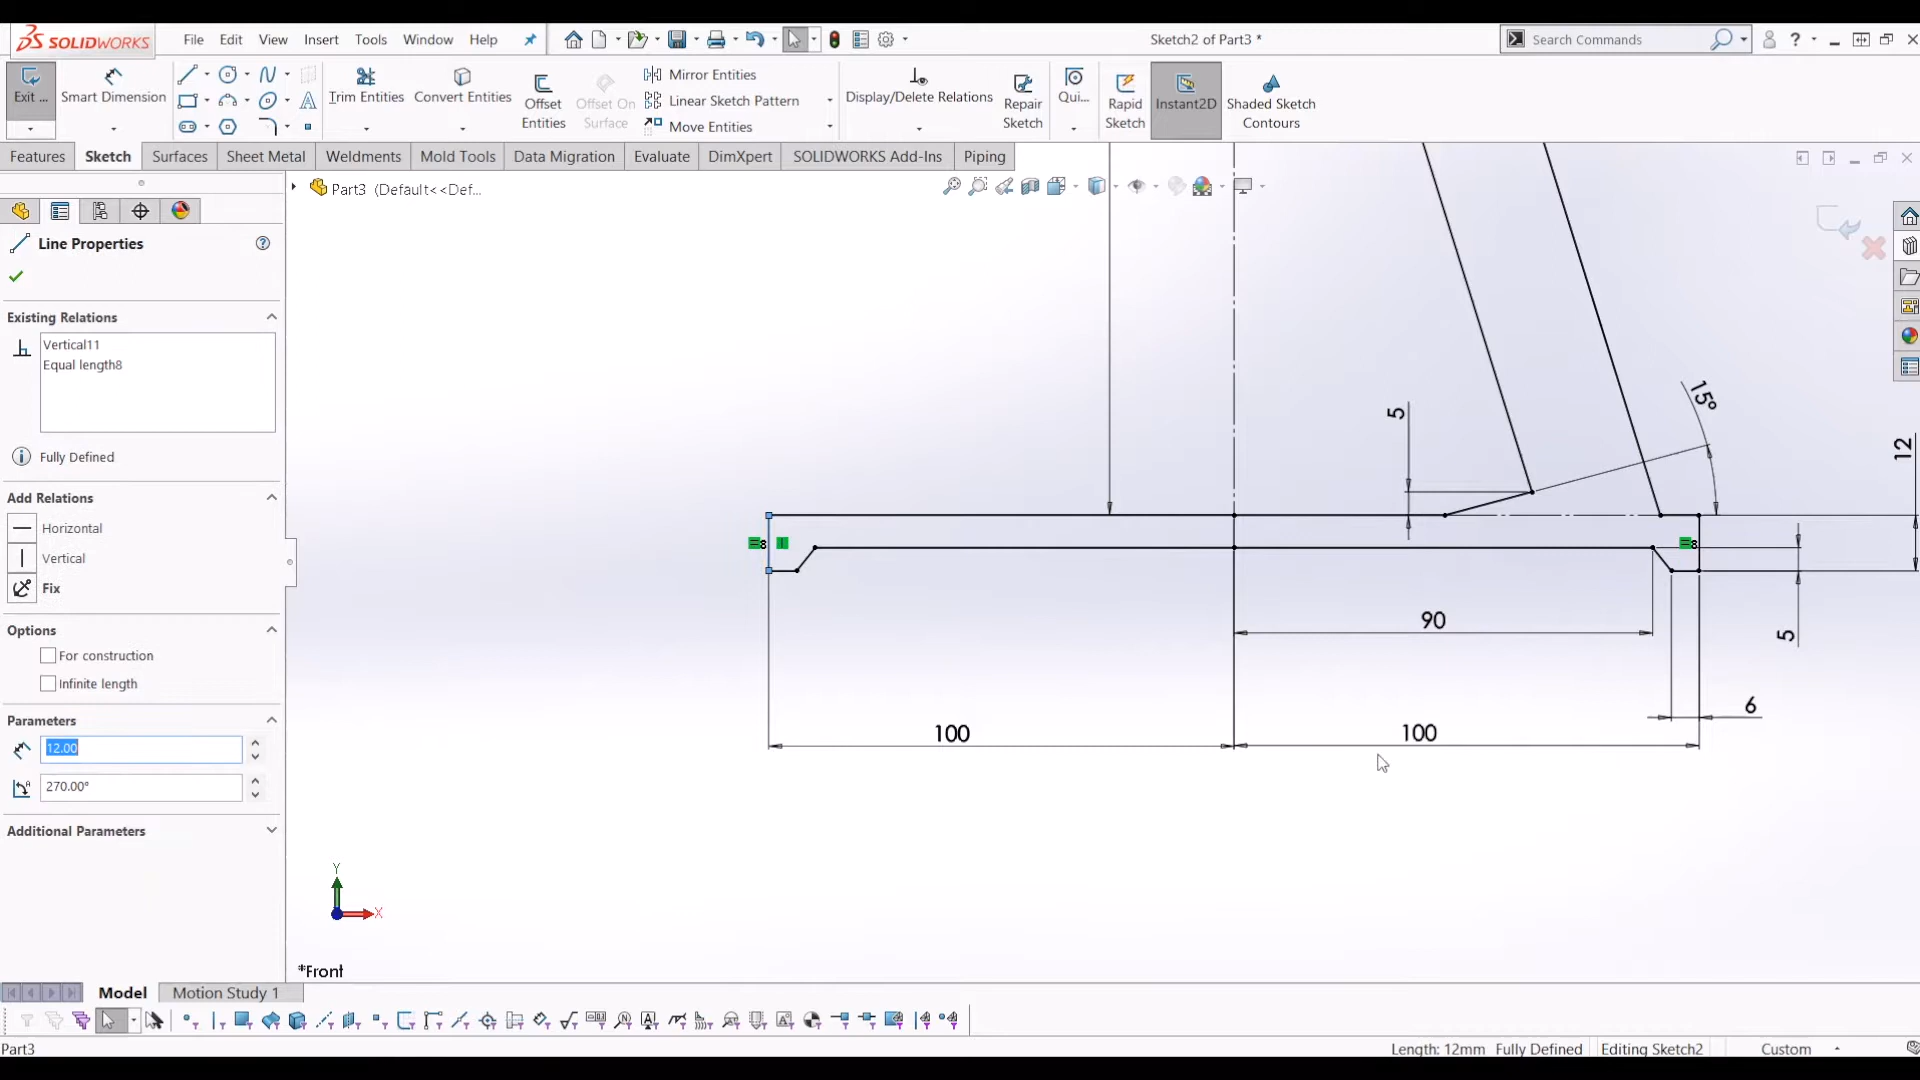 SOLIDWORKS
File Edit View Insert Tools Window Help
Sketch2 of Part3 *
Search Commands
Exit ...
Smart Dimension
Trim Entities
Convert Entities
Offset Entities
Offset On Surface
Mirror Entities
Linear Sketch Pattern
Move Entities
Display/Delete Relations
Repair Sketch
Qui...
Rapid Sketch
Instant2D
Shaded Sketch Contours
Features Sketch Surfaces Sheet Metal Weldments Mold Tools Data Migration Evaluate DimXpert SOLIDWORKS Add-Ins Piping
Part3 (Default<<Def...
Line Properties
Existing Relations
Vertical11
Equal length8
Fully Defined
Add Relations
Horizontal
Vertical
Fix
Options
For construction
Infinite length
Parameters
12.00
270.00°
Additional Parameters
5
15°
12
8
8
90
5
6
100
100
Y
X
*Front
Model Motion Study 1
Part3
Length: 12mm Fully Defined Editing Sketch2 Custom